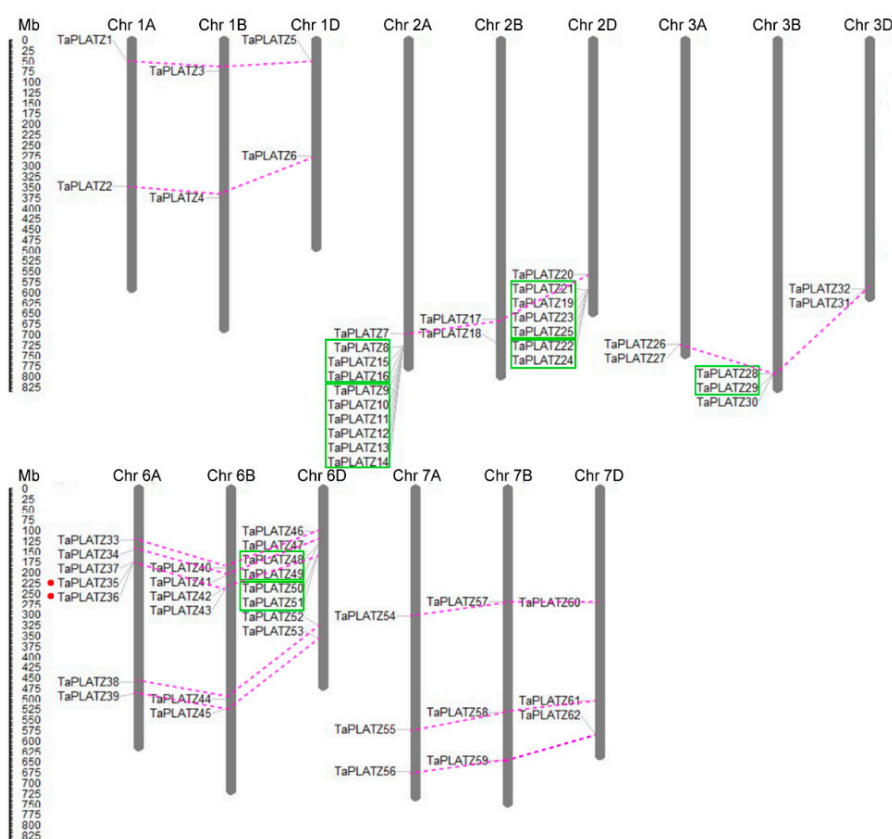 Mb Chr 1A Chr 1B Chr 1D Chr 2A Chr 2B Chr 2D Chr 3A Chr 3B Chr 3D
0
25
50
75
100
125
150
175
200
225
250
275
300
325
350
375
400
425
450
475
500
525
550
575
600
625
650
675
700
725
750
775
800
825
TaPLATZ1
TaPLATZ2
TaPLATZ3
TaPLATZ4
TaPLATZ5
TaPLATZ6
TaPLATZ7
TaPLATZ8
TaPLATZ15
TaPLATZ16
TaPLATZ9
TaPLATZ10
TaPLATZ11
TaPLATZ12
TaPLATZ13
TaPLATZ14
TaPLATZ17
TaPLATZ18
TaPLATZ20
TaPLATZ21
TaPLATZ19
TaPLATZ23
TaPLATZ25
TaPLATZ22
TaPLATZ24
TaPLATZ26
TaPLATZ27
TaPLATZ28
TaPLATZ29
TaPLATZ30
TaPLATZ32
TaPLATZ31
Mb Chr 6A Chr 6B Chr 6D Chr 7A Chr 7B Chr 7D
0
25
50
75
100
125
150
175
200
225
250
275
300
325
350
375
400
425
450
475
500
525
550
575
600
625
650
675
700
725
750
775
800
825
TaPLATZ33
TaPLATZ34
TaPLATZ37
TaPLATZ35
TaPLATZ36
TaPLATZ38
TaPLATZ39
TaPLATZ40
TaPLATZ41
TaPLATZ42
TaPLATZ43
TaPLATZ44
TaPLATZ45
TaPLATZ46
TaPLATZ47
TaPLATZ48
TaPLATZ49
TaPLATZ50
TaPLATZ51
TaPLATZ52
TaPLATZ53
TaPLATZ54
TaPLATZ55
TaPLATZ56
TaPLATZ57
TaPLATZ58
TaPLATZ59
TaPLATZ60
TaPLATZ61
TaPLATZ62